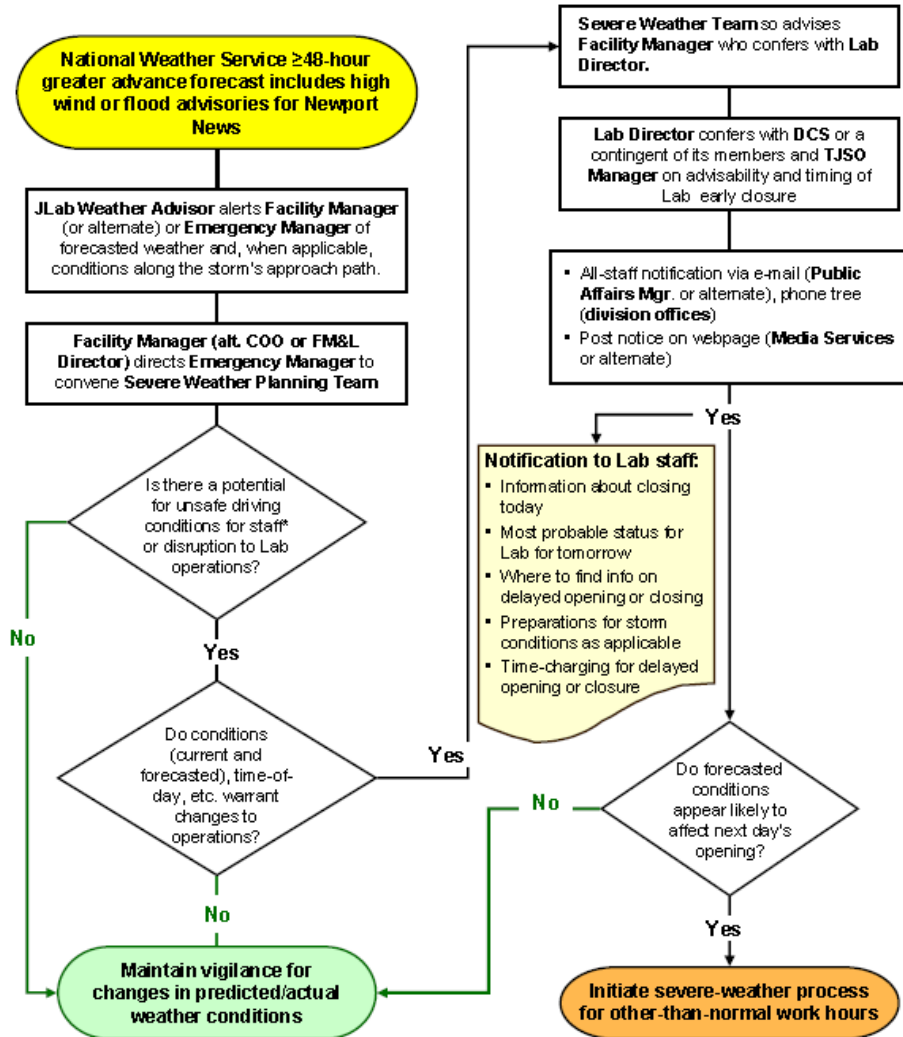 National Weather Service ≥48-hour
greater advance forecast includes high
wind or flood advisories for Newport
News
JLab Weather Advisor alerts Facility Manager
(or alternate) or Emergency Manager of
forecasted weather and, when applicable,
conditions along the storm's approach path.
Facility Manager (alt. COO or FM&L
Director) directs Emergency Manager to
convene Severe Weather Planning Team
Is there a potential
for unsafe driving
conditions for staff*
or disruption to Lab
operations?
No
Yes
Do conditions
(current and
forecasted), time-of-
day, etc. warrant
changes to
operations?
Yes
No
Maintain vigilance for
changes in predicted/actual
weather conditions
Severe Weather Team so advises
Facility Manager who confers with Lab
Director.
Lab Director confers with DCS or a
contingent of its members and TJSO
Manager on advisability and timing of
Lab early closure
▪ All-staff notification via e-mail (Public
Affairs Mgr. or alternate), phone tree
(division offices)
▪ Post notice on webpage (Media Services
or alternate)
Yes
Notification to Lab staff:
▪ Information about closing
today
▪ Most probable status for
Lab for tomorrow
▪ Where to find info on
delayed opening or closing
▪ Preparations for storm
conditions as applicable
▪ Time-charging for delayed
opening or closure
Do forecasted
conditions
appear likely to
affect next day's
opening?
No
Yes
Initiate severe-weather process
for other-than-normal work hours